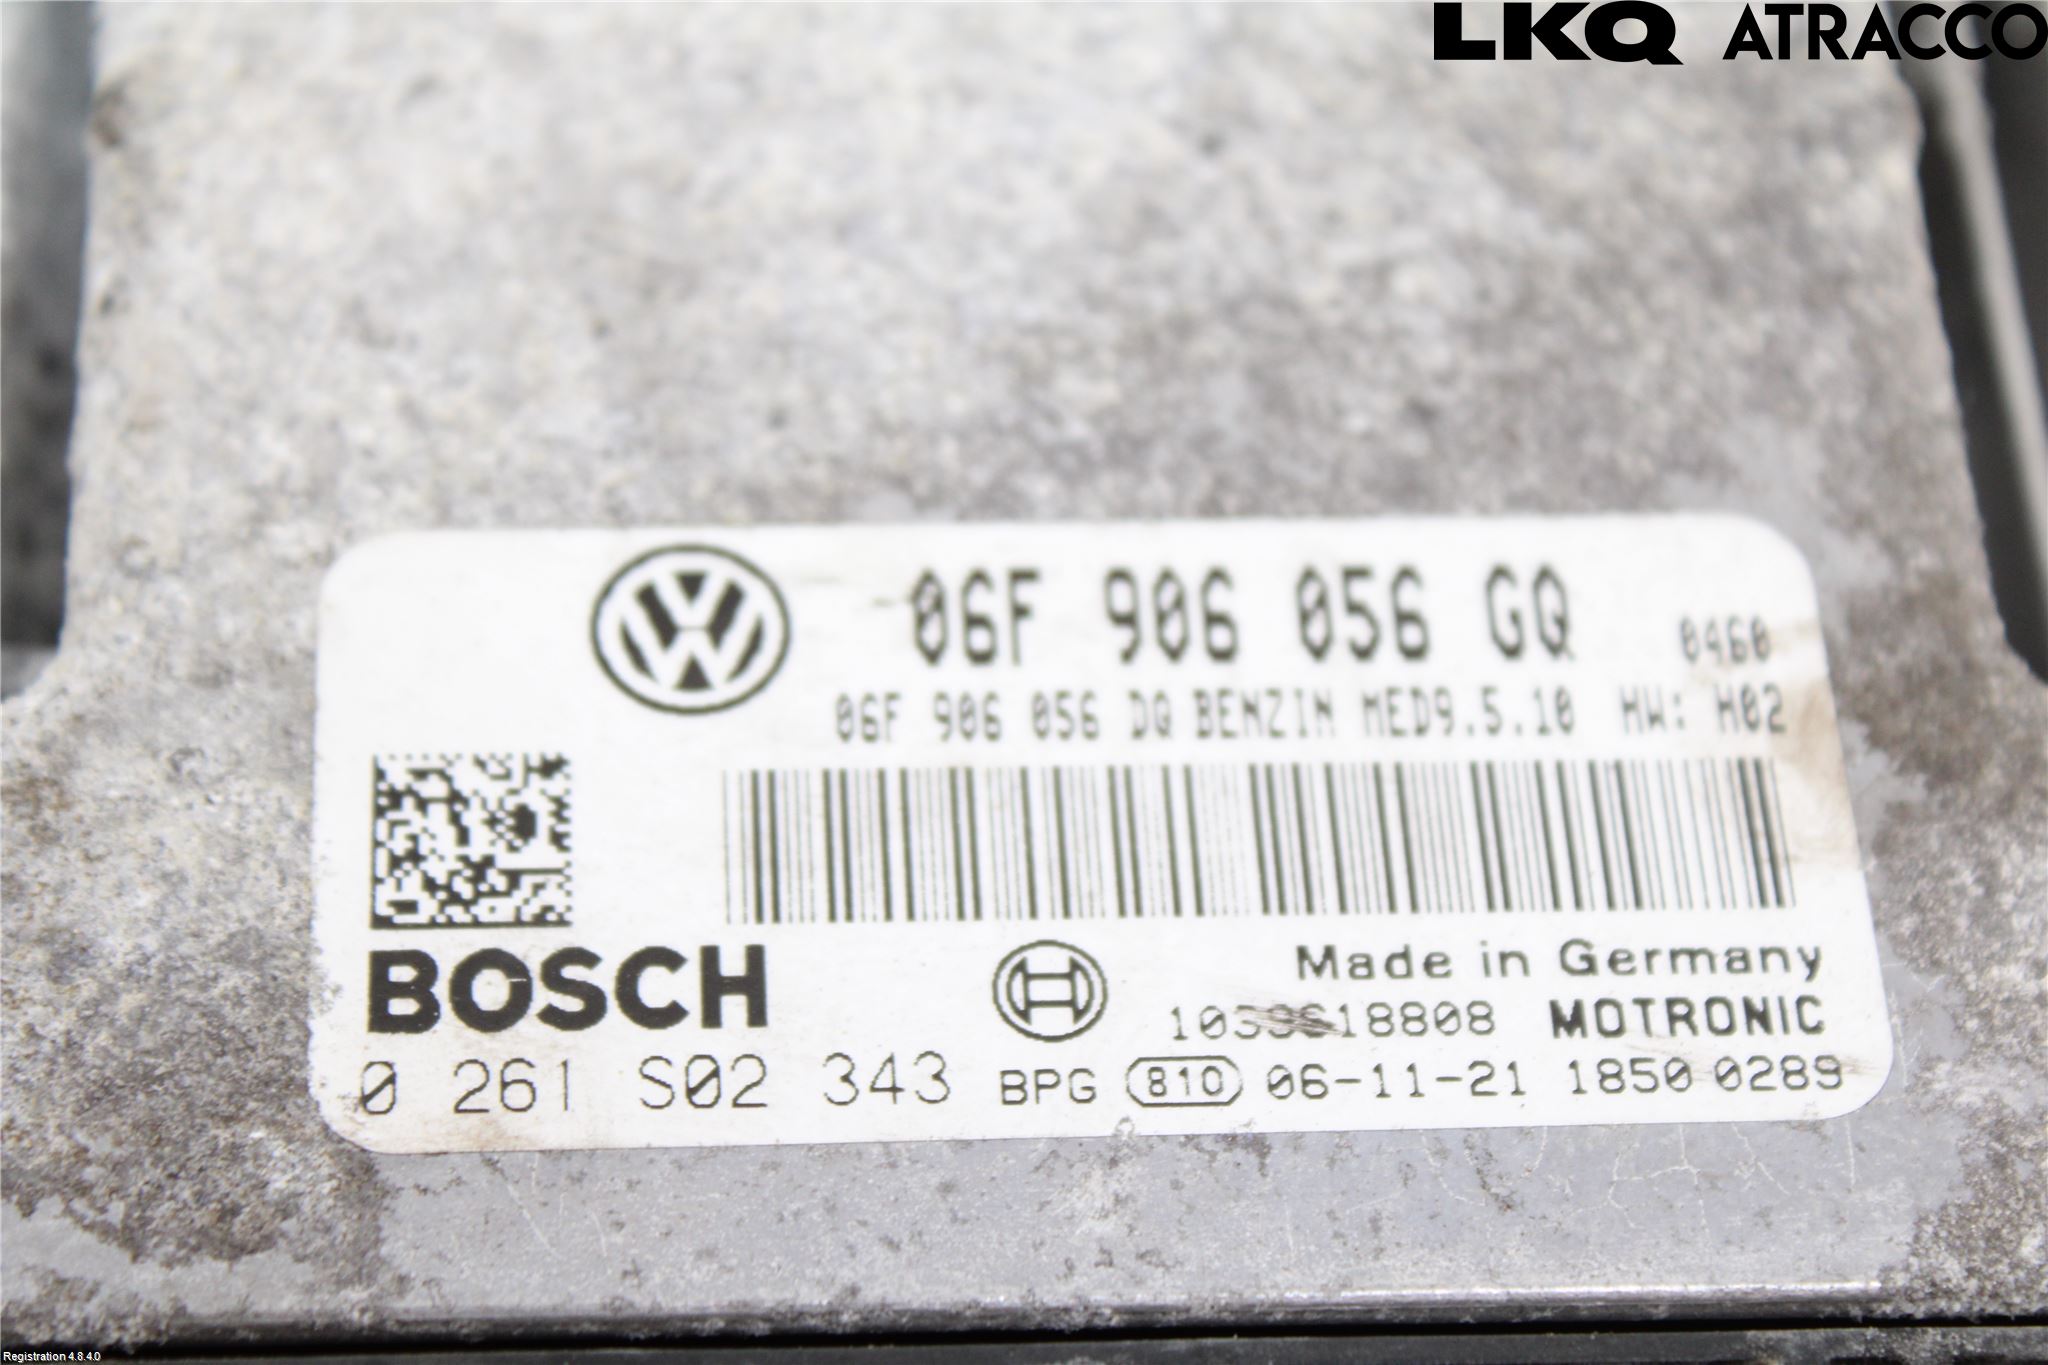 LKQ ATRACCO
06F 906 056 GQ 0460
06F 906 056 DQ BENZIN MED9.5.10 HW: H02
BOSCH
Made in Germany
MOTRONIC
0 261 S02 343 BPG 810 06-11-21 1850 0289
Registration 4.8.4.0